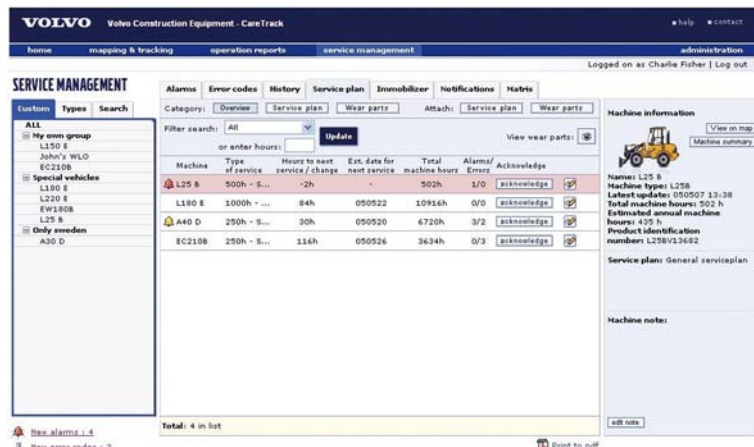 VOLVO Volvo Construction Equipment - CareTrack
help contact
home mapping & tracking operation reports service management administration
Logged on as Charlie Fisher | Log out
SERVICE MANAGEMENT
Custom Types Search
ALL
My own group
L150 E
John's WLO
EC210B
Special vehicles
L180 E
L220 E
EW180B
L25 B
Only sweden
A30 D
New alarms : 4
Alarms Error codes History Service plan Immobilizer Notifications Matris
Category: Overview Service plan Wear parts Attach: Service plan Wear parts
Filter search: All
or enter hours: Update View wear parts:
Machine Type of service Hours to next service / change Est. date for next service Total machine hours Alarms/ Errors Acknowledge
L25 B 500h - S... -2h - 502h 1/0 acknowledge
L180 E 1000h - ... 84h 050522 10916h 0/0 acknowledge
A40 D 250h - S... 30h 050520 6720h 3/2 acknowledge
EC210B 250h - S... 116h 050526 3634h 0/3 acknowledge
Total: 4 in list
Print to pdf
Machine information
View on map
Machine summary
Name: L25 B
Machine type: L25B
Latest update: 050507 13:38
Total machine hours: 502 h
Estimated annual machine
hours: 435 h
Product identification
number: L25BV13682
Service plan: General serviceplan
Machine note:
edit note